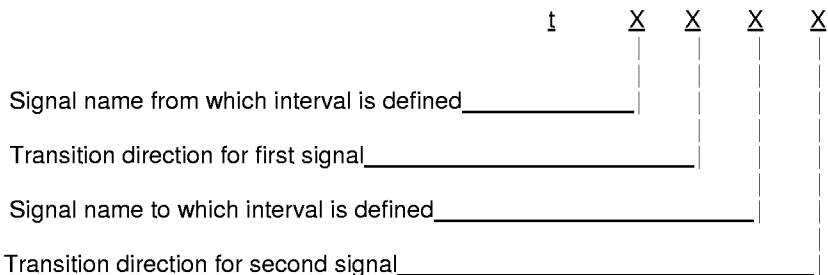 t X X X X
Signal name from which interval is defined
Transition direction for first signal
Signal name to which interval is defined
Transition direction for second signal